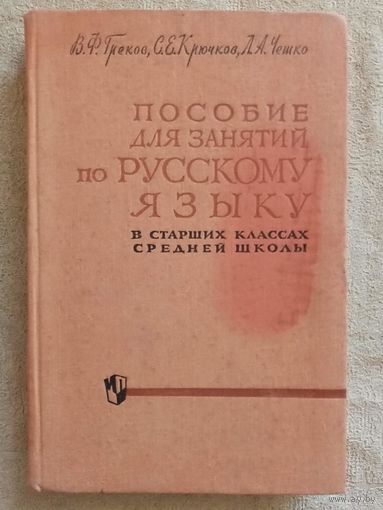 В. Ф. Греков, С. Е. Крючков, Л. А. Чешко
ПОСОБИЕ
ДЛЯ ЗАНЯТИЙ
ПО РУССКОМУ
ЯЗЫКУ
В СТАРШИХ КЛАССАХ
СРЕДНЕЙ ШКОЛЫ